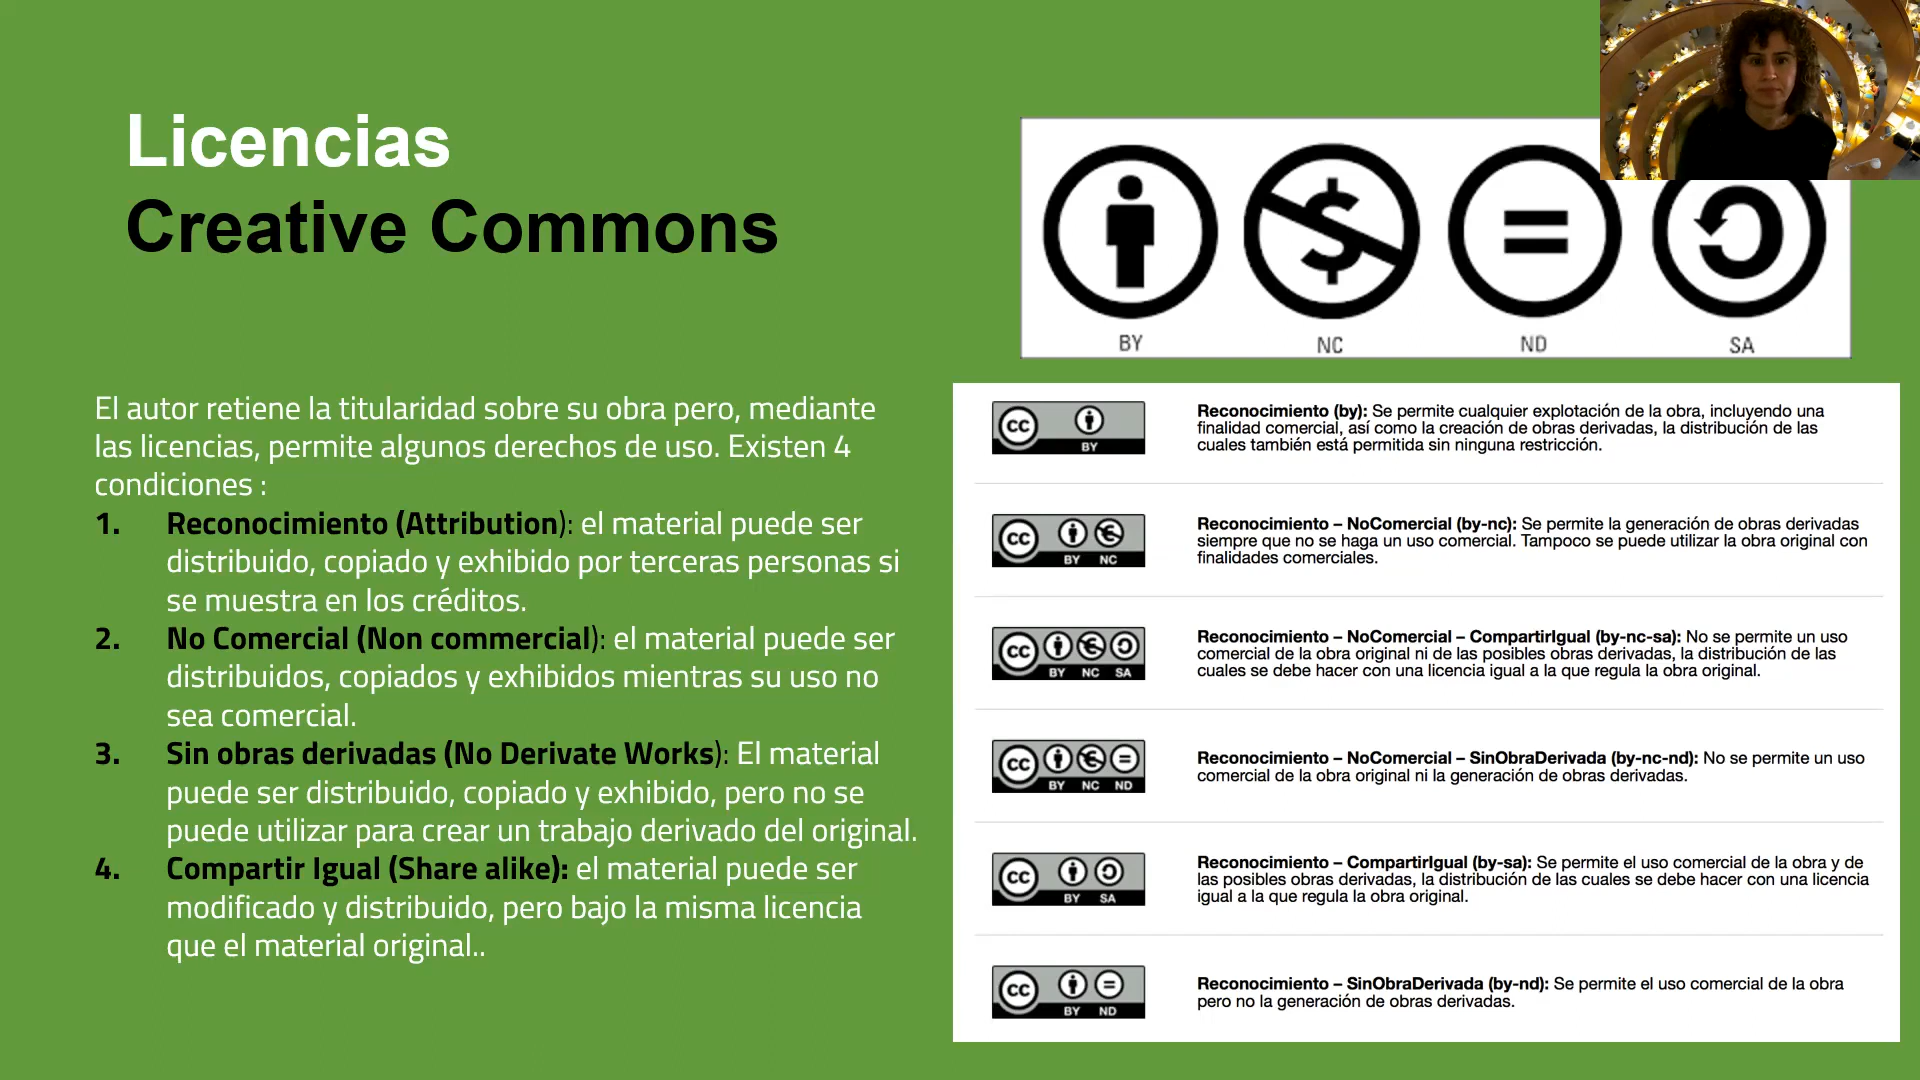 Licencias
Creative Commons
BY
NC
ND
SA
El autor retiene la titularidad sobre su obra pero, mediante
las licencias, permite algunos derechos de uso. Existen 4
condiciones :
1. Reconocimiento (Attribution): el material puede ser
distribuido, copiado y exhibido por terceras personas si
se muestra en los créditos.
2. No Comercial (Non commercial): el material puede ser
distribuidos, copiados y exhibidos mientras su uso no
sea comercial.
3. Sin obras derivadas (No Derivate Works): El material
puede ser distribuido, copiado y exhibido, pero no se
puede utilizar para crear un trabajo derivado del original.
4. Compartir Igual (Share alike): el material puede ser
modificado y distribuido, pero bajo la misma licencia
que el material original..
cc
BY
Reconocimiento (by): Se permite cualquier explotación de la obra, incluyendo una
finalidad comercial, así como la creación de obras derivadas, la distribución de las
cuales también está permitida sin ninguna restricción.
cc
BY NC
Reconocimiento – NoComercial (by-nc): Se permite la generación de obras derivadas
siempre que no se haga un uso comercial. Tampoco se puede utilizar la obra original con
finalidades comerciales.
cc
BY NC SA
Reconocimiento – NoComercial – CompartirIgual (by-nc-sa): No se permite un uso
comercial de la obra original ni de las posibles obras derivadas, la distribución de las
cuales se debe hacer con una licencia igual a la que regula la obra original.
cc
BY NC ND
Reconocimiento – NoComercial – SinObraDerivada (by-nc-nd): No se permite un uso
comercial de la obra original ni la generación de obras derivadas.
cc
BY SA
Reconocimiento – CompartirIgual (by-sa): Se permite el uso comercial de la obra y de
las posibles obras derivadas, la distribución de las cuales se debe hacer con una licencia
igual a la que regula la obra original.
cc
BY ND
Reconocimiento – SinObraDerivada (by-nd): Se permite el uso comercial de la obra
pero no la generación de obras derivadas.